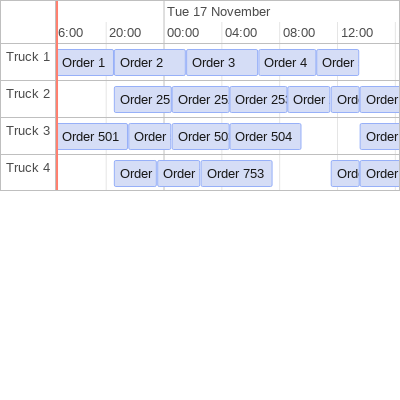 Tue 17 November
6:00 20:00 00:00 04:00 08:00 12:00
Truck 1 Order 1 Order 2 Order 3 Order 4 Order
Truck 2 Order 25 Order 25 Order 25 Order Ord Order
Truck 3 Order 501 Order Order 50 Order 504 Order
Truck 4 Order Order Order 753 Ord Order